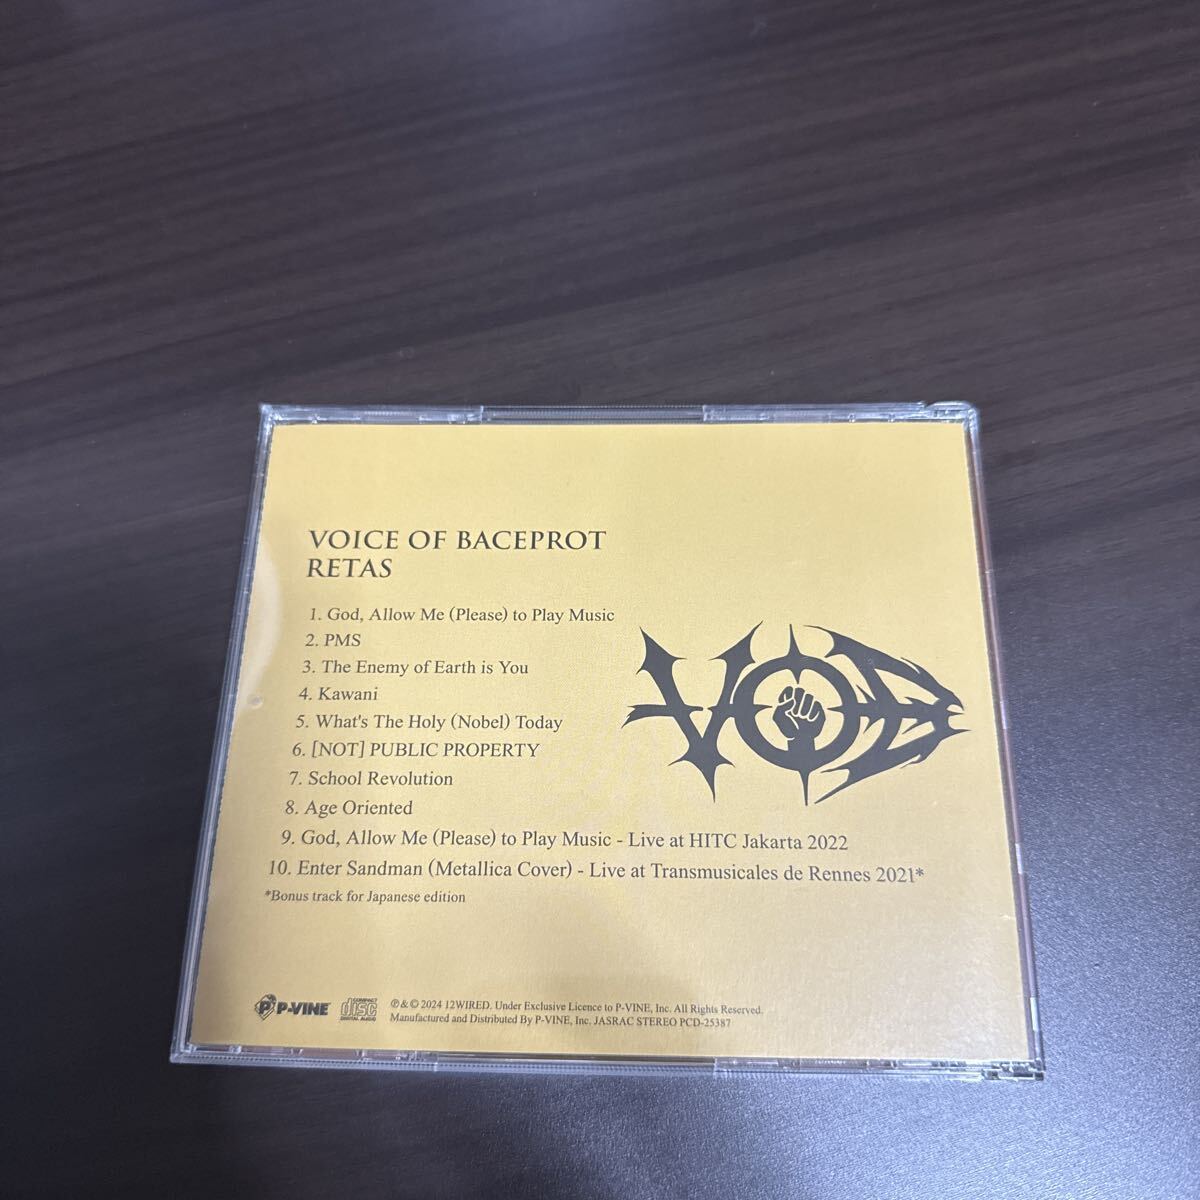 VOICE OF BACEPROT
RETAS
1. God, Allow Me (Please) to Play Music
2. PMS
3. The Enemy of Earth is You
4. Kawani
5. What's The Holy (Nobel) Today
6. [NOT] PUBLIC PROPERTY
7. School Revolution
8. Age Oriented
9. God, Allow Me (Please) to Play Music - Live at HITC Jakarta 2022
10. Enter Sandman (Metallica Cover) - Live at Transmusicales de Rennes 2021*
*Bonus track for Japanese edition
VOB
P P-VINE
COMPACT
disc
DIGITAL AUDIO
℗ & © 2024 12WIRED. Under Exclusive Licence to P-VINE, Inc. All Rights Reserved.
Manufactured and Distributed By P-VINE, Inc. JASRAC STEREO PCD-25387